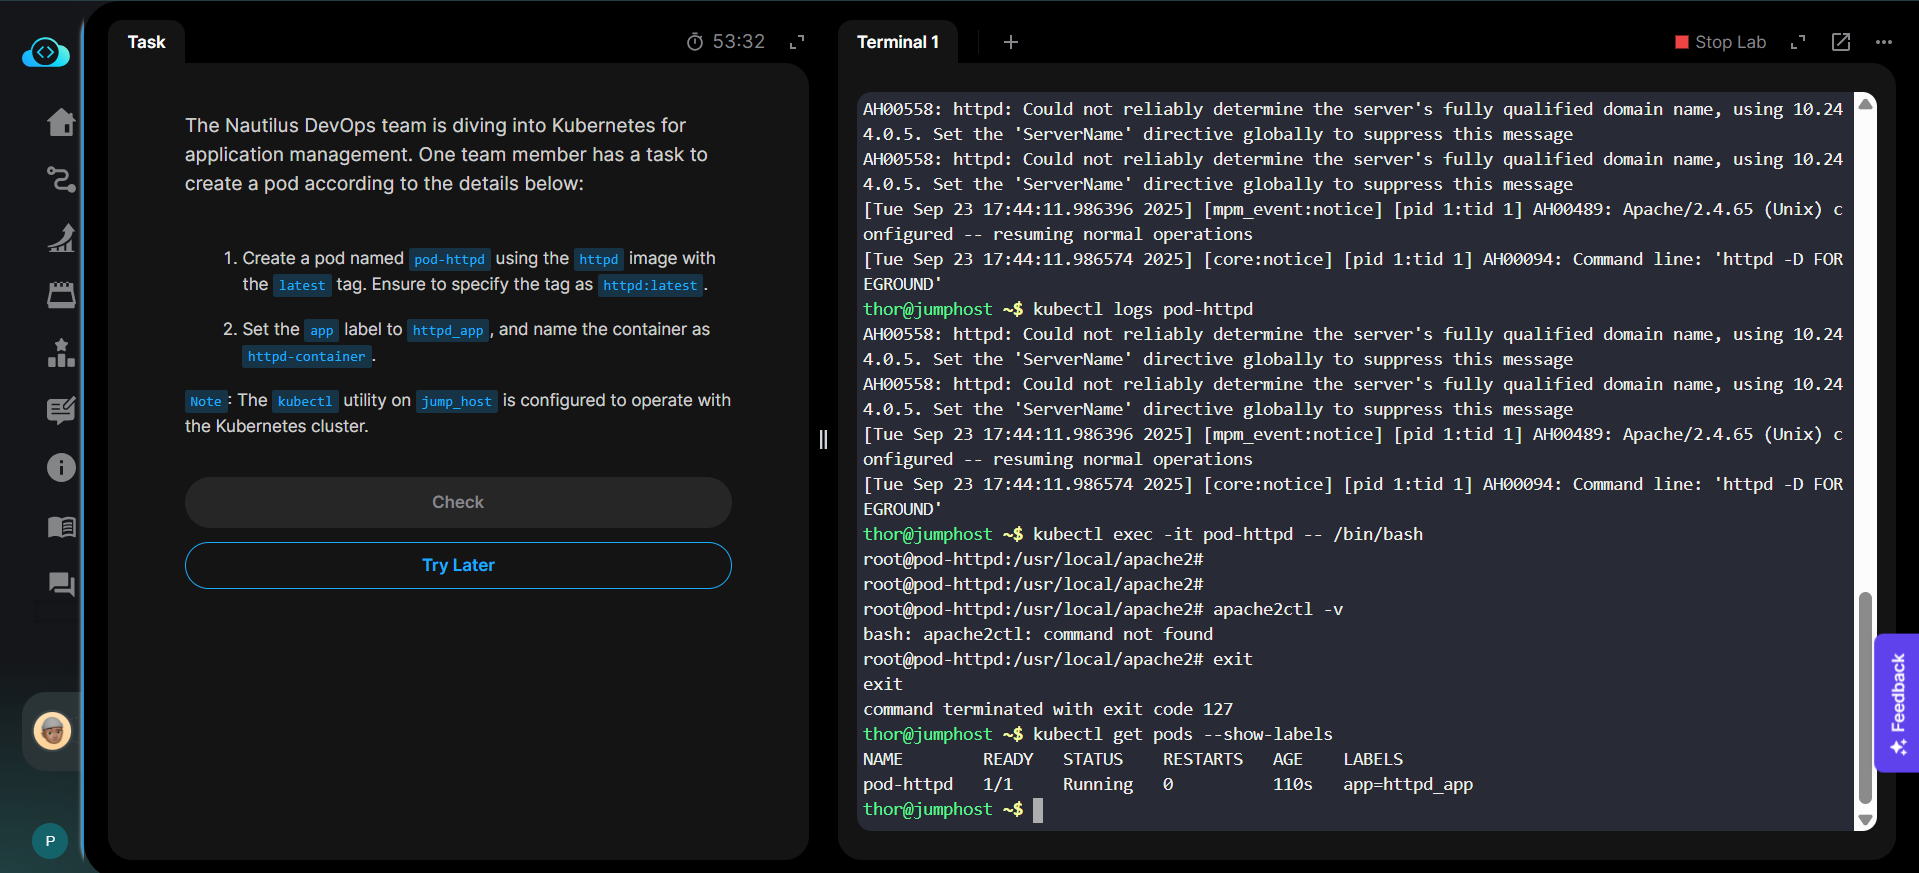 Task
53:32
The Nautilus DevOps team is diving into Kubernetes for
application management. One team member has a task to
create a pod according to the details below:
1. Create a pod named pod-httpd using the httpd image with
the latest tag. Ensure to specify the tag as httpd:latest.
2. Set the app label to httpd_app, and name the container as
httpd-container.
Note: The kubectl utility on jump_host is configured to operate with
the Kubernetes cluster.
Check
Try Later
P
Terminal 1
Stop Lab
AH00558: httpd: Could not reliably determine the server's fully qualified domain name, using 10.24
4.0.5. Set the 'ServerName' directive globally to suppress this message
AH00558: httpd: Could not reliably determine the server's fully qualified domain name, using 10.24
4.0.5. Set the 'ServerName' directive globally to suppress this message
[Tue Sep 23 17:44:11.986396 2025] [mpm_event:notice] [pid 1:tid 1] AH00489: Apache/2.4.65 (Unix) c
onfigured -- resuming normal operations
[Tue Sep 23 17:44:11.986574 2025] [core:notice] [pid 1:tid 1] AH00094: Command line: 'httpd -D FOR
EGROUND'
thor@jumphost ~$ kubectl logs pod-httpd
AH00558: httpd: Could not reliably determine the server's fully qualified domain name, using 10.24
4.0.5. Set the 'ServerName' directive globally to suppress this message
AH00558: httpd: Could not reliably determine the server's fully qualified domain name, using 10.24
4.0.5. Set the 'ServerName' directive globally to suppress this message
[Tue Sep 23 17:44:11.986396 2025] [mpm_event:notice] [pid 1:tid 1] AH00489: Apache/2.4.65 (Unix) c
onfigured -- resuming normal operations
[Tue Sep 23 17:44:11.986574 2025] [core:notice] [pid 1:tid 1] AH00094: Command line: 'httpd -D FOR
EGROUND'
thor@jumphost ~$ kubectl exec -it pod-httpd -- /bin/bash
root@pod-httpd:/usr/local/apache2#
root@pod-httpd:/usr/local/apache2#
root@pod-httpd:/usr/local/apache2# apache2ctl -v
bash: apache2ctl: command not found
root@pod-httpd:/usr/local/apache2# exit
exit
command terminated with exit code 127
thor@jumphost ~$ kubectl get pods --show-labels
NAME READY STATUS RESTARTS AGE LABELS
pod-httpd 1/1 Running 0 110s app=httpd_app
thor@jumphost ~$
Feedback